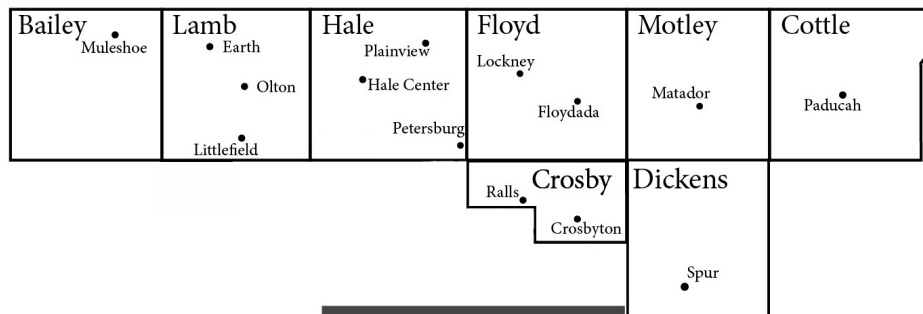 Bailey
Lamb
Hale
Floyd
Motley
Cottle
Muleshoe
Earth
Olton
Littlefield
Plainview
Hale Center
Petersburg
Lockney
Floydada
Matador
Paducah
Crosby
Dickens
Ralls
Crosbyton
Spur